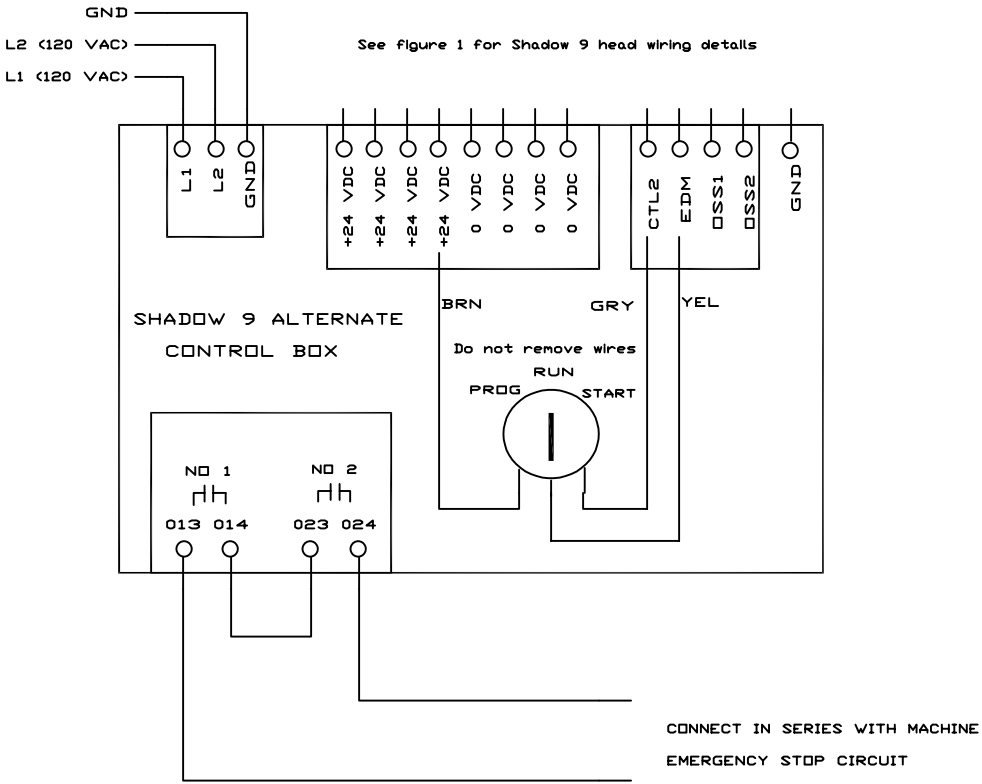 GND
L2 (120 VAC)
L1 (120 VAC)
See figure 1 for Shadow 9 head wiring details
L1
L2
GND
+24 VDC
+24 VDC
+24 VDC
+24 VDC
0 VDC
0 VDC
0 VDC
0 VDC
CTL2
EDM
OSS1
OSS2
GND
BRN
GRY
YEL
SHADOW 9 ALTERNATE
CONTROL BOX
Do not remove wires
RUN
PROG
START
NO 1
NO 2
013
014
023
024
CONNECT IN SERIES WITH MACHINE
EMERGENCY STOP CIRCUIT